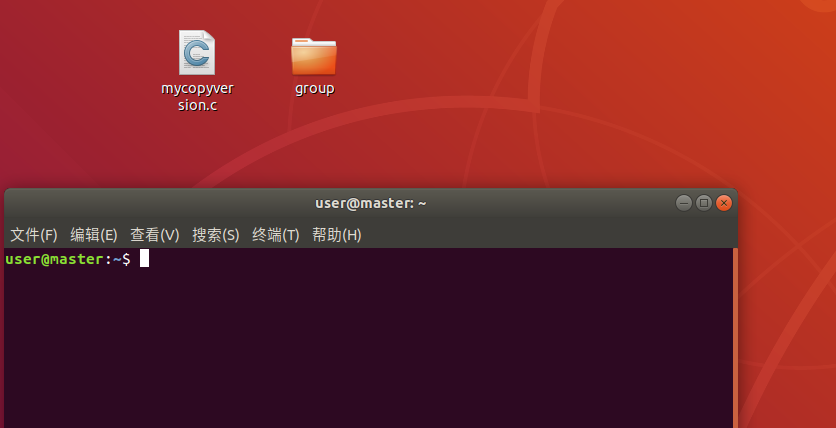 mycopyver
sion.c
group
user@master: ~
文件(F) 编辑(E) 查看(V) 搜索(S) 终端(T) 帮助(H)
user@master:~$